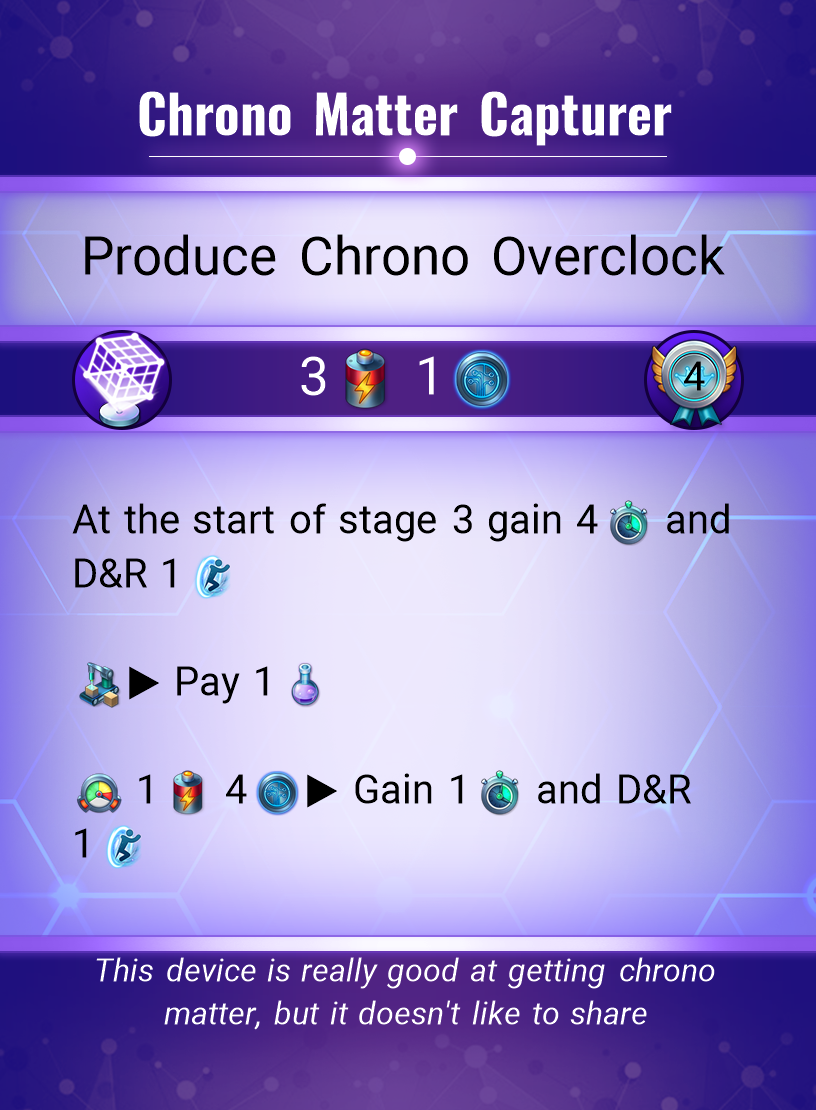 Chrono Matter Capturer
Produce Chrono Overclock
3 1 4
At the start of stage 3 gain 4 and
D&R 1
▶ Pay 1
1 4 ▶ Gain 1 and D&R
1
This device is really good at getting chrono
matter, but it doesn't like to share